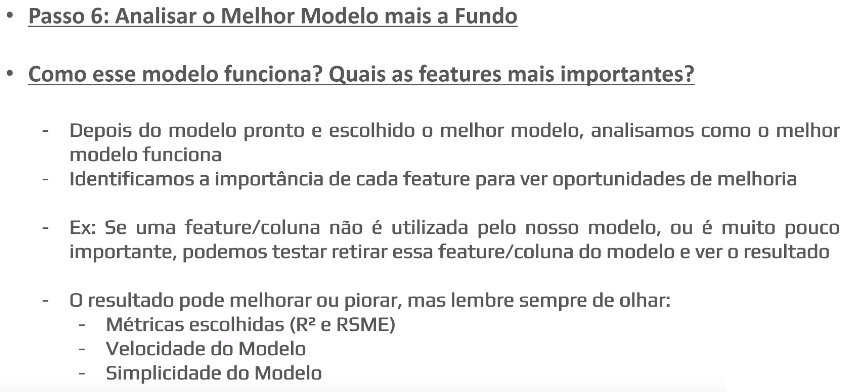 • Passo 6: Analisar o Melhor Modelo mais a Fundo
• Como esse modelo funciona? Quais as features mais importantes?
- Depois do modelo pronto e escolhido o melhor modelo, analisamos como o melhor
modelo funciona
- Identificamos a importância de cada feature para ver oportunidades de melhoria
- Ex: Se uma feature/coluna não é utilizada pelo nosso modelo, ou é muito pouco
importante, podemos testar retirar essa feature/coluna do modelo e ver o resultado
- O resultado pode melhorar ou piorar, mas lembre sempre de olhar:
- Métricas escolhidas (R² e RSME)
- Velocidade do Modelo
- Simplicidade do Modelo